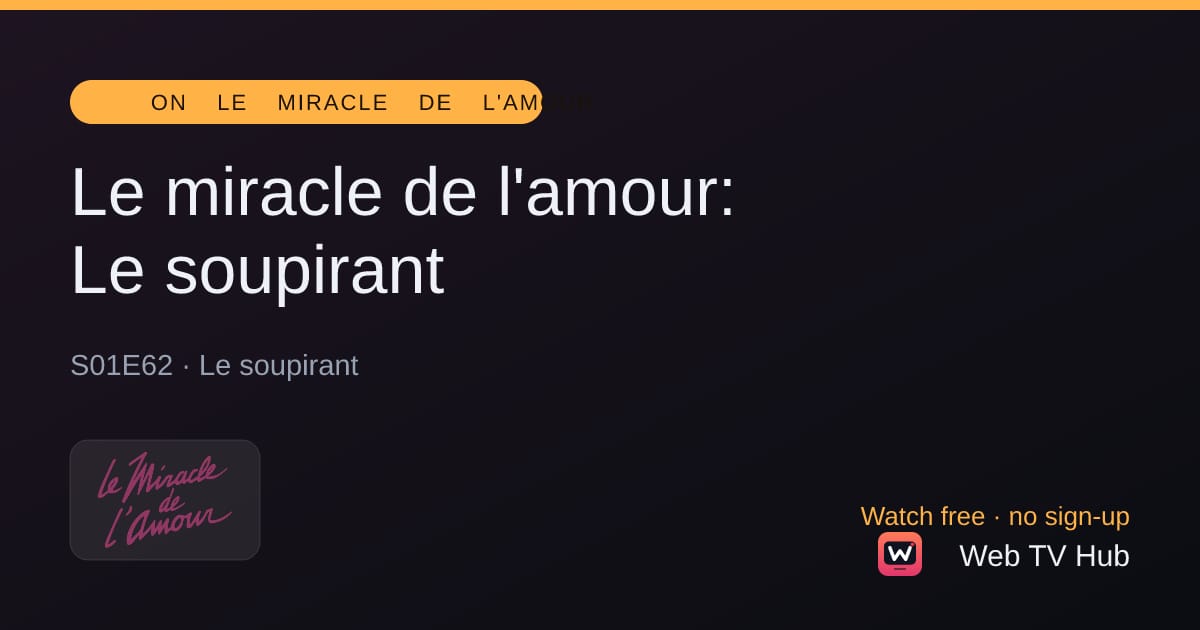 ON LE MIRACLE DE L'AMOUR
Le miracle de l'amour:
Le soupirant
S01E62 · Le soupirant
Le Miracle
de
l'Amour
Watch free · no sign-up
W
Web TV Hub